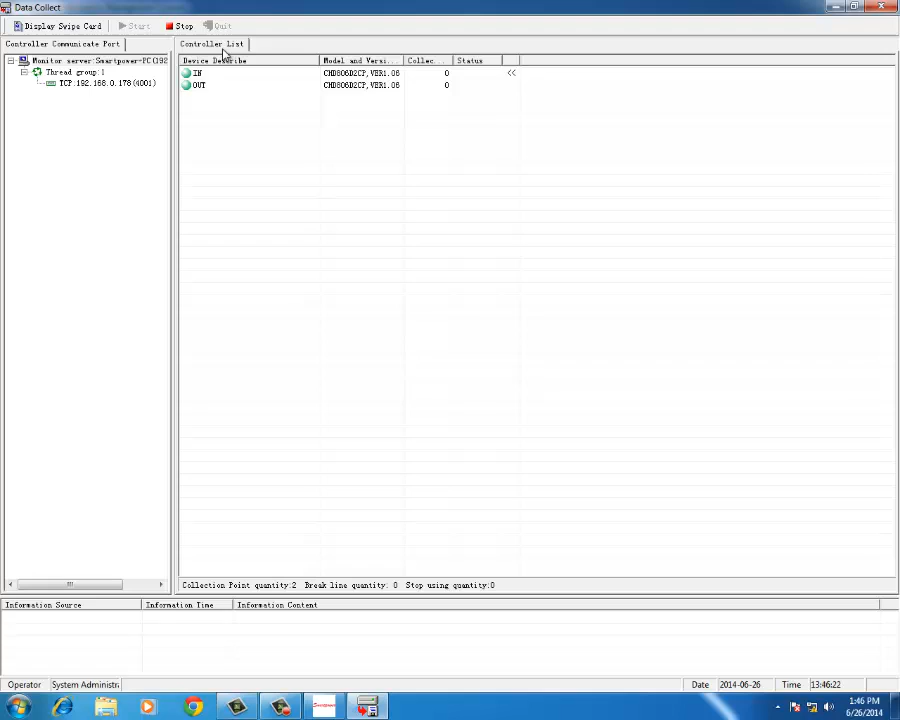 Data Collect
Display Swipe Card Start Stop Quit
Controller Communicate Port Controller List
Monitor server:Smartpower-PC(192
Thread group:1
TCP:192.168.0.178(4001)
Device Describe Model and Versi... Collec... Status
IN CHD806D2CP,VER1.06 0 <<
OUT CHD806D2CP,VER1.06 0
Collection Point quantity:2 Break line quantity: 0 Stop using quantity:0
Information Source Information Time Information Content
Operator System Administr Date 2014-06-26 Time 13:46:22
Smartpower
1:46 PM
6/26/2014